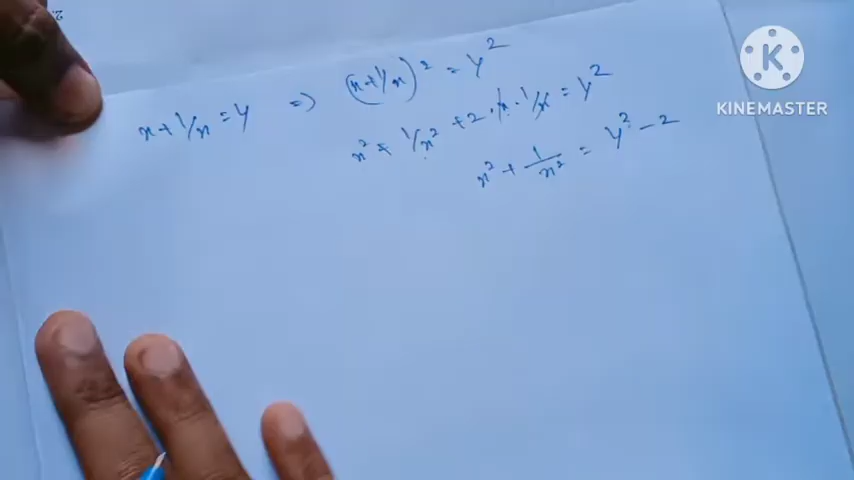 x + 1/x = y ⇒ (x + 1/x)² = y²
x² + 1/x² + 2 · x · 1/x = y²
x² + 1/x² = y² - 2
K
KINEMASTER